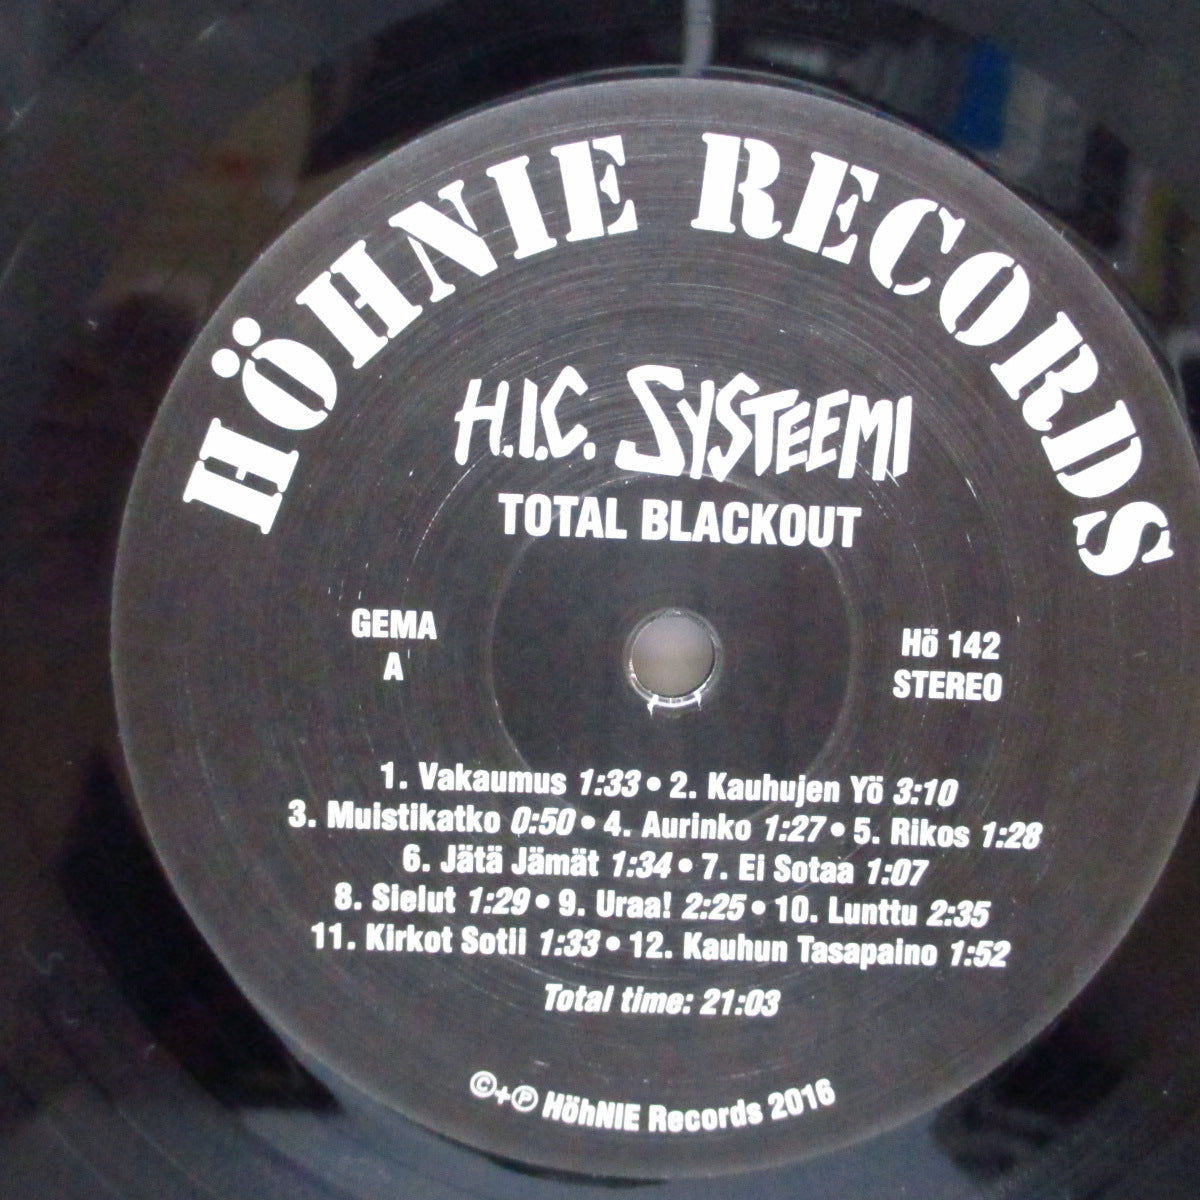 HÖHNIE RECORDS
H.I.C. SYSTEEMI
TOTAL BLACKOUT
GEMA
A
Hö 142
STEREO
1. Vakaumus 1:33 • 2. Kauhujen Yö 3:10
3. Muistikatko 0:50 • 4. Aurinko 1:27 • 5. Rikos 1:28
6. Jätä Jämät 1:34 • 7. Ei Sotaa 1:07
8. Sielut 1:29 • 9. Uraa! 2:25 • 10. Lunttu 2:35
11. Kirkot Sotii 1:33 • 12. Kauhun Tasapaino 1:52
Total time: 21:03
©+℗ HöhNIE Records 2016